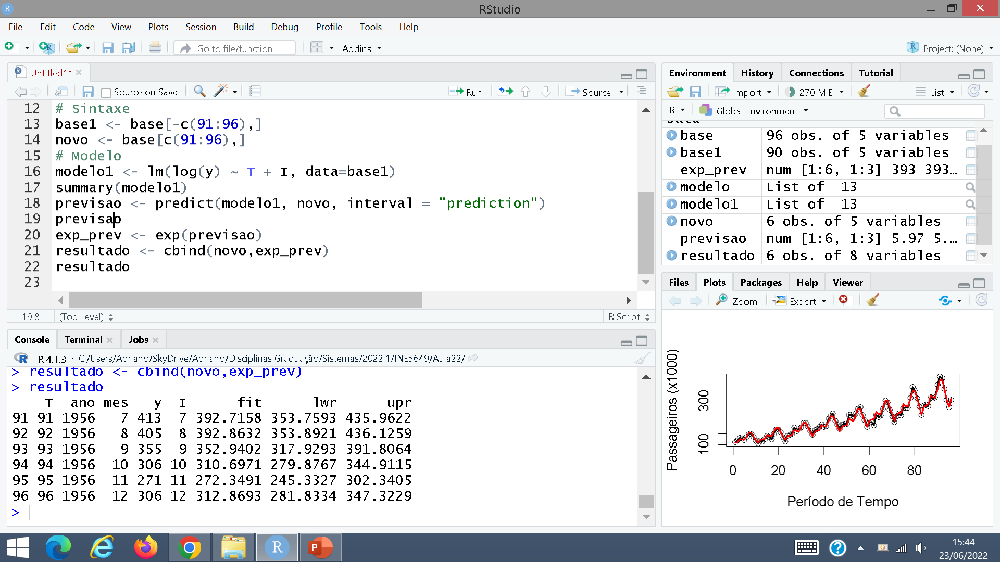 RStudio
File Edit Code View Plots Session Build Debug Profile Tools Help
Go to file/function Addins Project: (None)
Untitled1*
Source on Save Run Source
12 # Sintaxe
13 base1 <- base[-c(91:96),]
14 novo <- base[c(91:96),]
15 # Modelo
16 modelo1 <- lm(log(y) ~ T + I, data=base1)
17 summary(modelo1)
18 previsao <- predict(modelo1, novo, interval = "prediction")
19 previsao
20 exp_prev <- exp(previsao)
21 resultado <- cbind(novo,exp_prev)
22 resultado
23
19:8 (Top Level) R Script
Console Terminal Jobs
R 4.1.3 · C:/Users/Adriano/SkyDrive/Adriano/Disciplinas Graduação/Sistemas/2022.1/INE5649/Aula22/
> resultado <- cbind(novo,exp_prev)
> resultado
T ano mes y I fit lwr upr
91 91 1956 7 413 7 392.7158 353.7593 435.9622
92 92 1956 8 405 8 392.8632 353.8921 436.1259
93 93 1956 9 355 9 352.9402 317.9293 391.8064
94 94 1956 10 306 10 310.6971 279.8767 344.9115
95 95 1956 11 271 11 272.3491 245.3327 302.3405
96 96 1956 12 306 12 312.8693 281.8334 347.3229
>
Environment History Connections Tutorial
Import 270 MiB List
R Global Environment
Data
base 96 obs. of 5 variables
base1 90 obs. of 5 variables
exp_prev num [1:6, 1:3] 393 393…
modelo List of 13
modelo1 List of 13
novo 6 obs. of 5 variables
previsao num [1:6, 1:3] 5.97 5.…
resultado 6 obs. of 8 variables
Files Plots Packages Help Viewer
Zoom Export
Passageiros (x1000)
300
100
0 20 40 60 80
Período de Tempo
15:44
23/06/2022